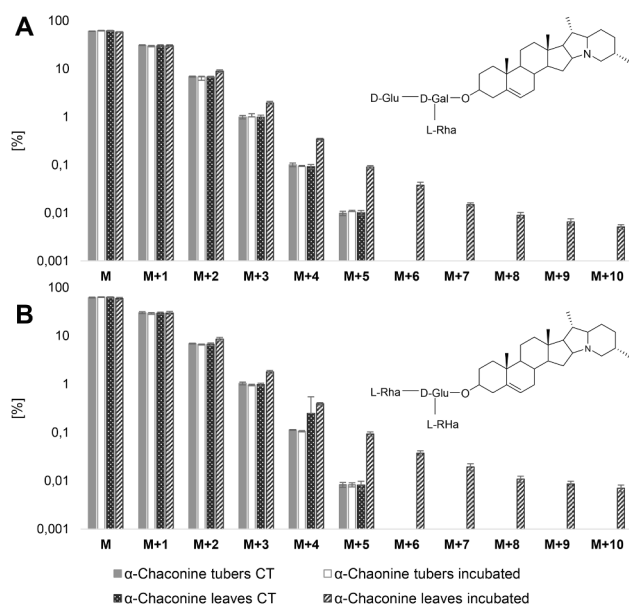 A
100
10
1
0,1
0,01
0,001
[%]
D-Glu D-Gal O
L-Rha
N
M M+1 M+2 M+3 M+4 M+5 M+6 M+7 M+8 M+9 M+10
B
100
10
1
0,1
0,01
0,001
[%]
L-Rha D-Glu O
L-RHa
N
M M+1 M+2 M+3 M+4 M+5 M+6 M+7 M+8 M+9 M+10
α-Chaconine tubers CT α-Chaonine tubers incubated
α-Chaconine leaves CT α-Chaconine leaves incubated